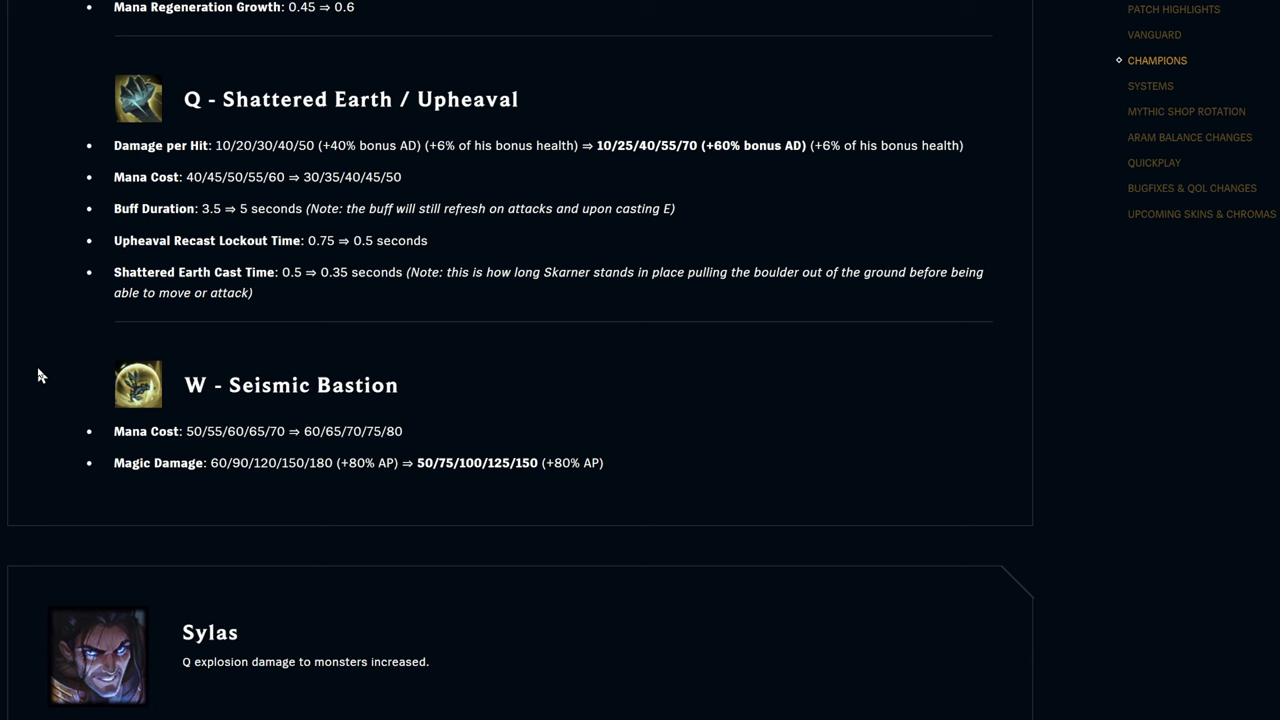 Mana Regeneration Growth: 0.45 ⇒ 0.6
Q - Shattered Earth / Upheaval
Damage per Hit: 10/20/30/40/50 (+40% bonus AD) (+6% of his bonus health) ⇒ 10/25/40/55/70 (+60% bonus AD) (+6% of his bonus health)
Mana Cost: 40/45/50/55/60 ⇒ 30/35/40/45/50
Buff Duration: 3.5 ⇒ 5 seconds (Note: the buff will still refresh on attacks and upon casting E)
Upheaval Recast Lockout Time: 0.75 ⇒ 0.5 seconds
Shattered Earth Cast Time: 0.5 ⇒ 0.35 seconds (Note: this is how long Skarner stands in place pulling the boulder out of the ground before being
able to move or attack)
W - Seismic Bastion
Mana Cost: 50/55/60/65/70 ⇒ 60/65/70/75/80
Magic Damage: 60/90/120/150/180 (+80% AP) ⇒ 50/75/100/125/150 (+80% AP)
Sylas
Q explosion damage to monsters increased.
PATCH HIGHLIGHTS
VANGUARD
CHAMPIONS
SYSTEMS
MYTHIC SHOP ROTATION
ARAM BALANCE CHANGES
QUICKPLAY
BUGFIXES & QOL CHANGES
UPCOMING SKINS & CHROMAS